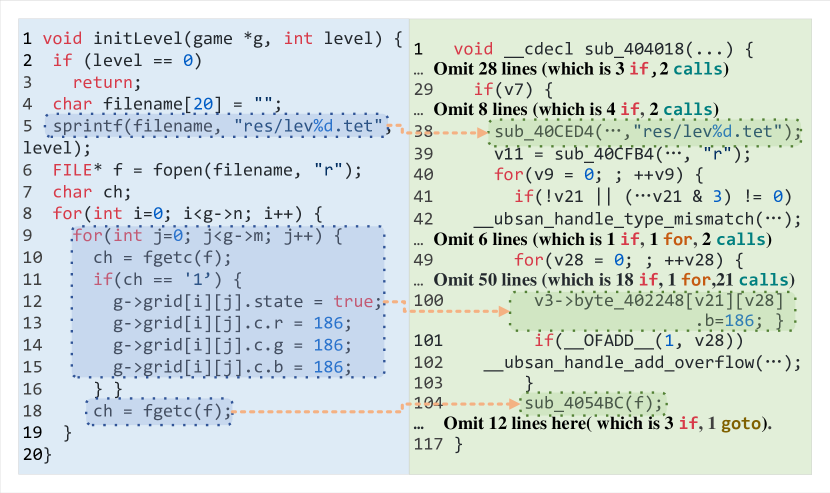 1 void initLevel(game *g, int level) {
2 if (level == 0)
3 return;
4 char filename[20] = "";
5 sprintf(filename, "res/lev%d.tet",
level);
6 FILE* f = fopen(filename, "r");
7 char ch;
8 for(int i=0; i<g->n; i++) {
9 for(int j=0; j<g->m; j++) {
10 ch = fgetc(f);
11 if(ch == '1’) {
12 g->grid[i][j].state = true;
13 g->grid[i][j].c.r = 186;
14 g->grid[i][j].c.g = 186;
15 g->grid[i][j].c.b = 186;
16 } }
18 ch = fgetc(f);
19 }
20}
1 void __cdecl sub_404018(...) {
… Omit 28 lines (which is 3 if,2 calls)
29 if(v7) {
… Omit 8 lines (which is 4 if, 2 calls)
38 sub_40CED4(…,"res/lev%d.tet");
39 v11 = sub_40CFB4(…, "r");
40 for(v9 = 0; ; ++v9) {
41 if(!v21 || (…v21 & 3) != 0)
42 __ubsan_handle_type_mismatch(…);
… Omit 6 lines (which is 1 if, 1 for, 2 calls)
49 for(v28 = 0; ; ++v28) {
… Omit 50 lines (which is 18 if, 1 for,21 calls)
100 v3->byte_402248[v21][v28]
.b=186; }
101 if(__OFADD__(1, v28))
102 __ubsan_handle_add_overflow(…);
103 }
104 sub_4054BC(f);
… Omit 12 lines here( which is 3 if, 1 goto).
117 }